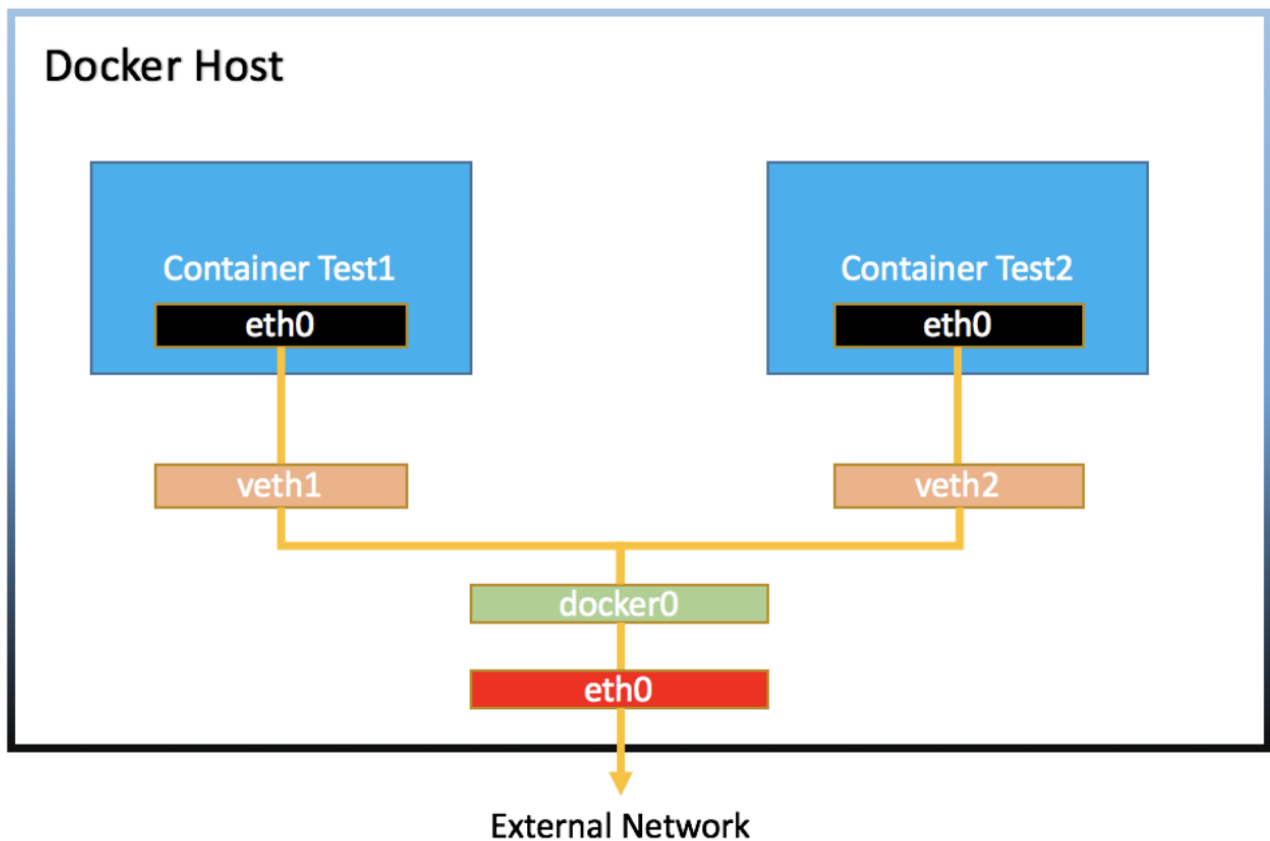 Docker Host
Container Test1
eth0
Container Test2
eth0
veth1
veth2
docker0
eth0
External Network